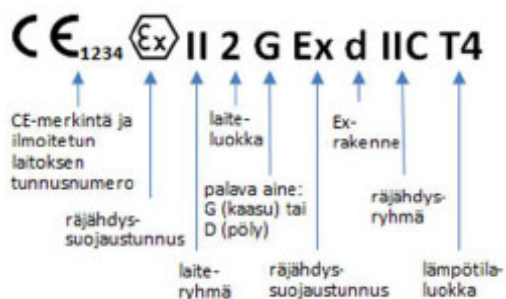 CE1234 Ex II 2 G Ex d IIC T4
CE-merkintä ja
ilmoitetun
laitoksen
tunnusnumero
räjähdys-
suojaustunnus
laite-
ryhmä
laite-
luokka
palava aine:
G (kaasu) tai
D (pöly)
räjähdys-
suojaustunnus
Ex-
rakenne
räjähdys-
ryhmä
lämpötila-
luokka